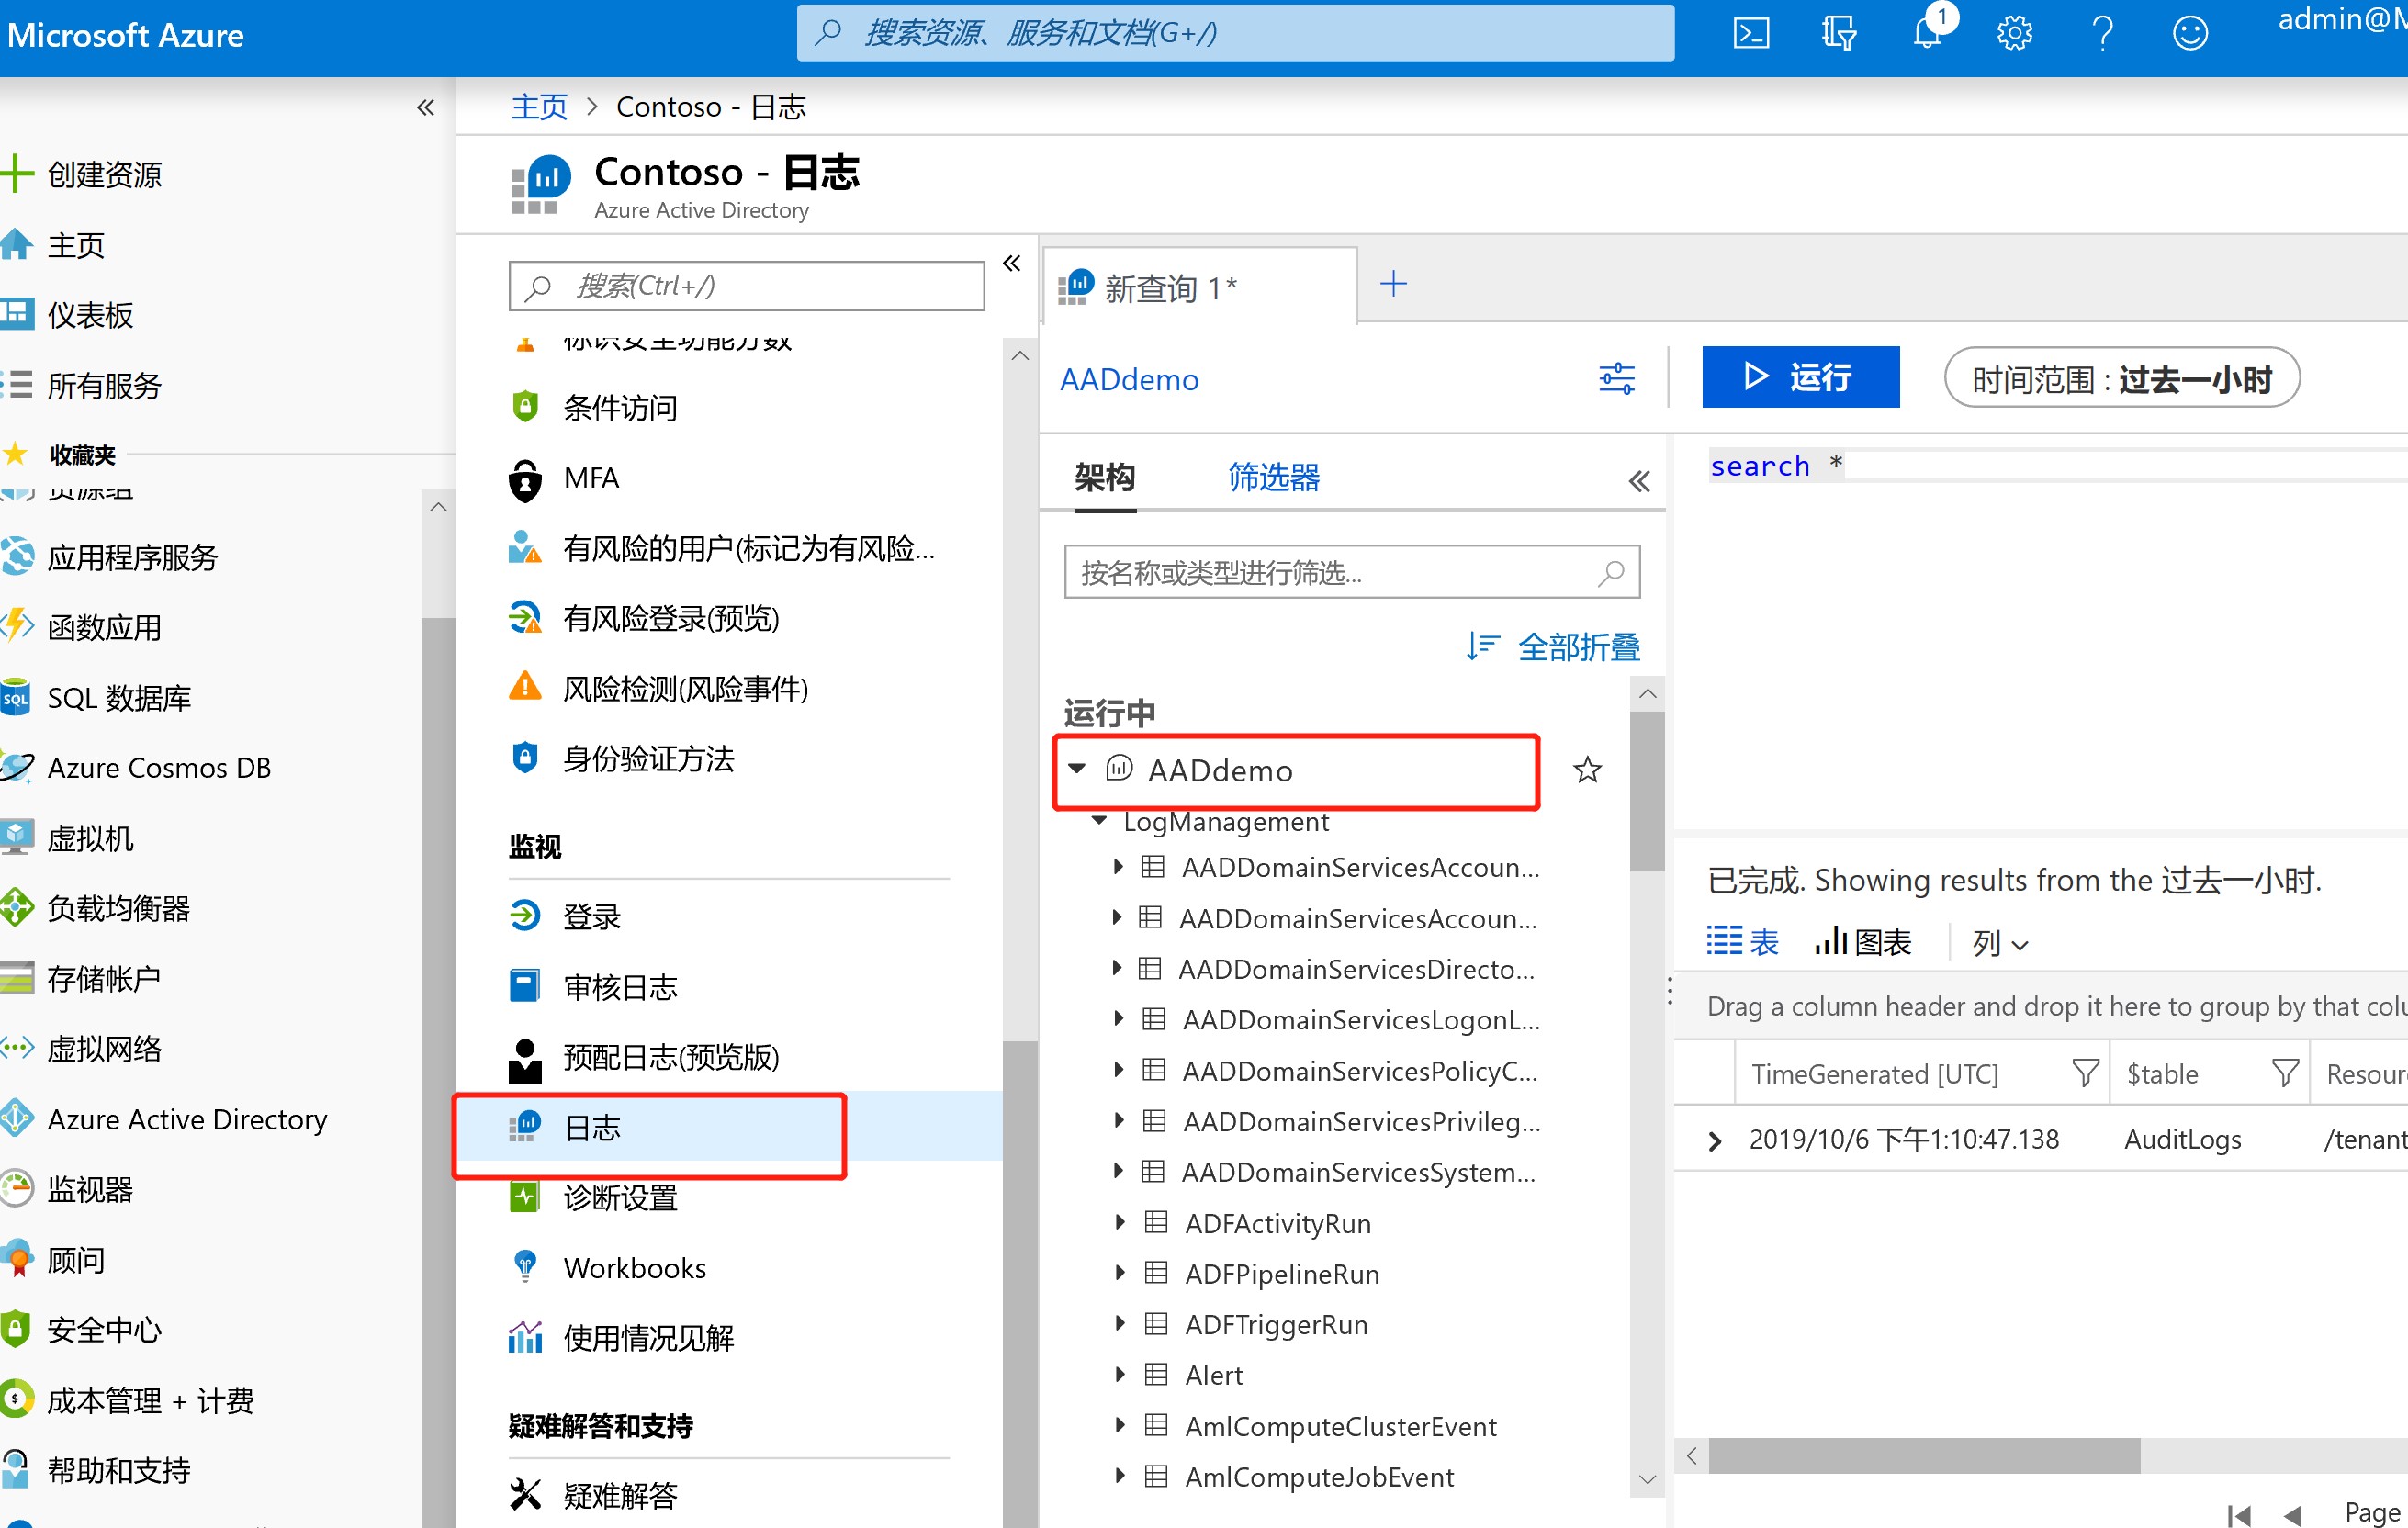 Microsoft Azure
搜索资源、服务和文档(G+/)
1
admin@M
创建资源
主页
仪表板
所有服务
收藏夹
资源组
应用程序服务
函数应用
SQL 数据库
Azure Cosmos DB
虚拟机
负载均衡器
存储帐户
虚拟网络
Azure Active Directory
监视器
顾问
安全中心
成本管理 + 计费
帮助和支持
主页 > Contoso - 日志
Contoso - 日志
Azure Active Directory
搜索(Ctrl+/)
标识安全功能分数
条件访问
MFA
有风险的用户(标记为有风险...
有风险登录(预览)
风险检测(风险事件)
身份验证方法
监视
登录
审核日志
预配日志(预览版)
日志
诊断设置
Workbooks
使用情况见解
疑难解答和支持
疑难解答
新查询 1*
AADdemo
运行
时间范围 : 过去一小时
架构
筛选器
按名称或类型进行筛选...
全部折叠
运行中
AADdemo
LogManagement
AADDomainServicesAccoun...
AADDomainServicesAccoun...
AADDomainServicesDirecto...
AADDomainServicesLogonL...
AADDomainServicesPolicyC...
AADDomainServicesPrivileg...
AADDomainServicesSystem...
ADFActivityRun
ADFPipelineRun
ADFTriggerRun
Alert
AmlComputeClusterEvent
AmlComputeJobEvent
search *
已完成. Showing results from the 过去一小时.
表 图表 列
Drag a column header and drop it here to group by that colu
TimeGenerated [UTC] $table Resour
2019/10/6 下午1:10:47.138 AuditLogs /tenant
Page